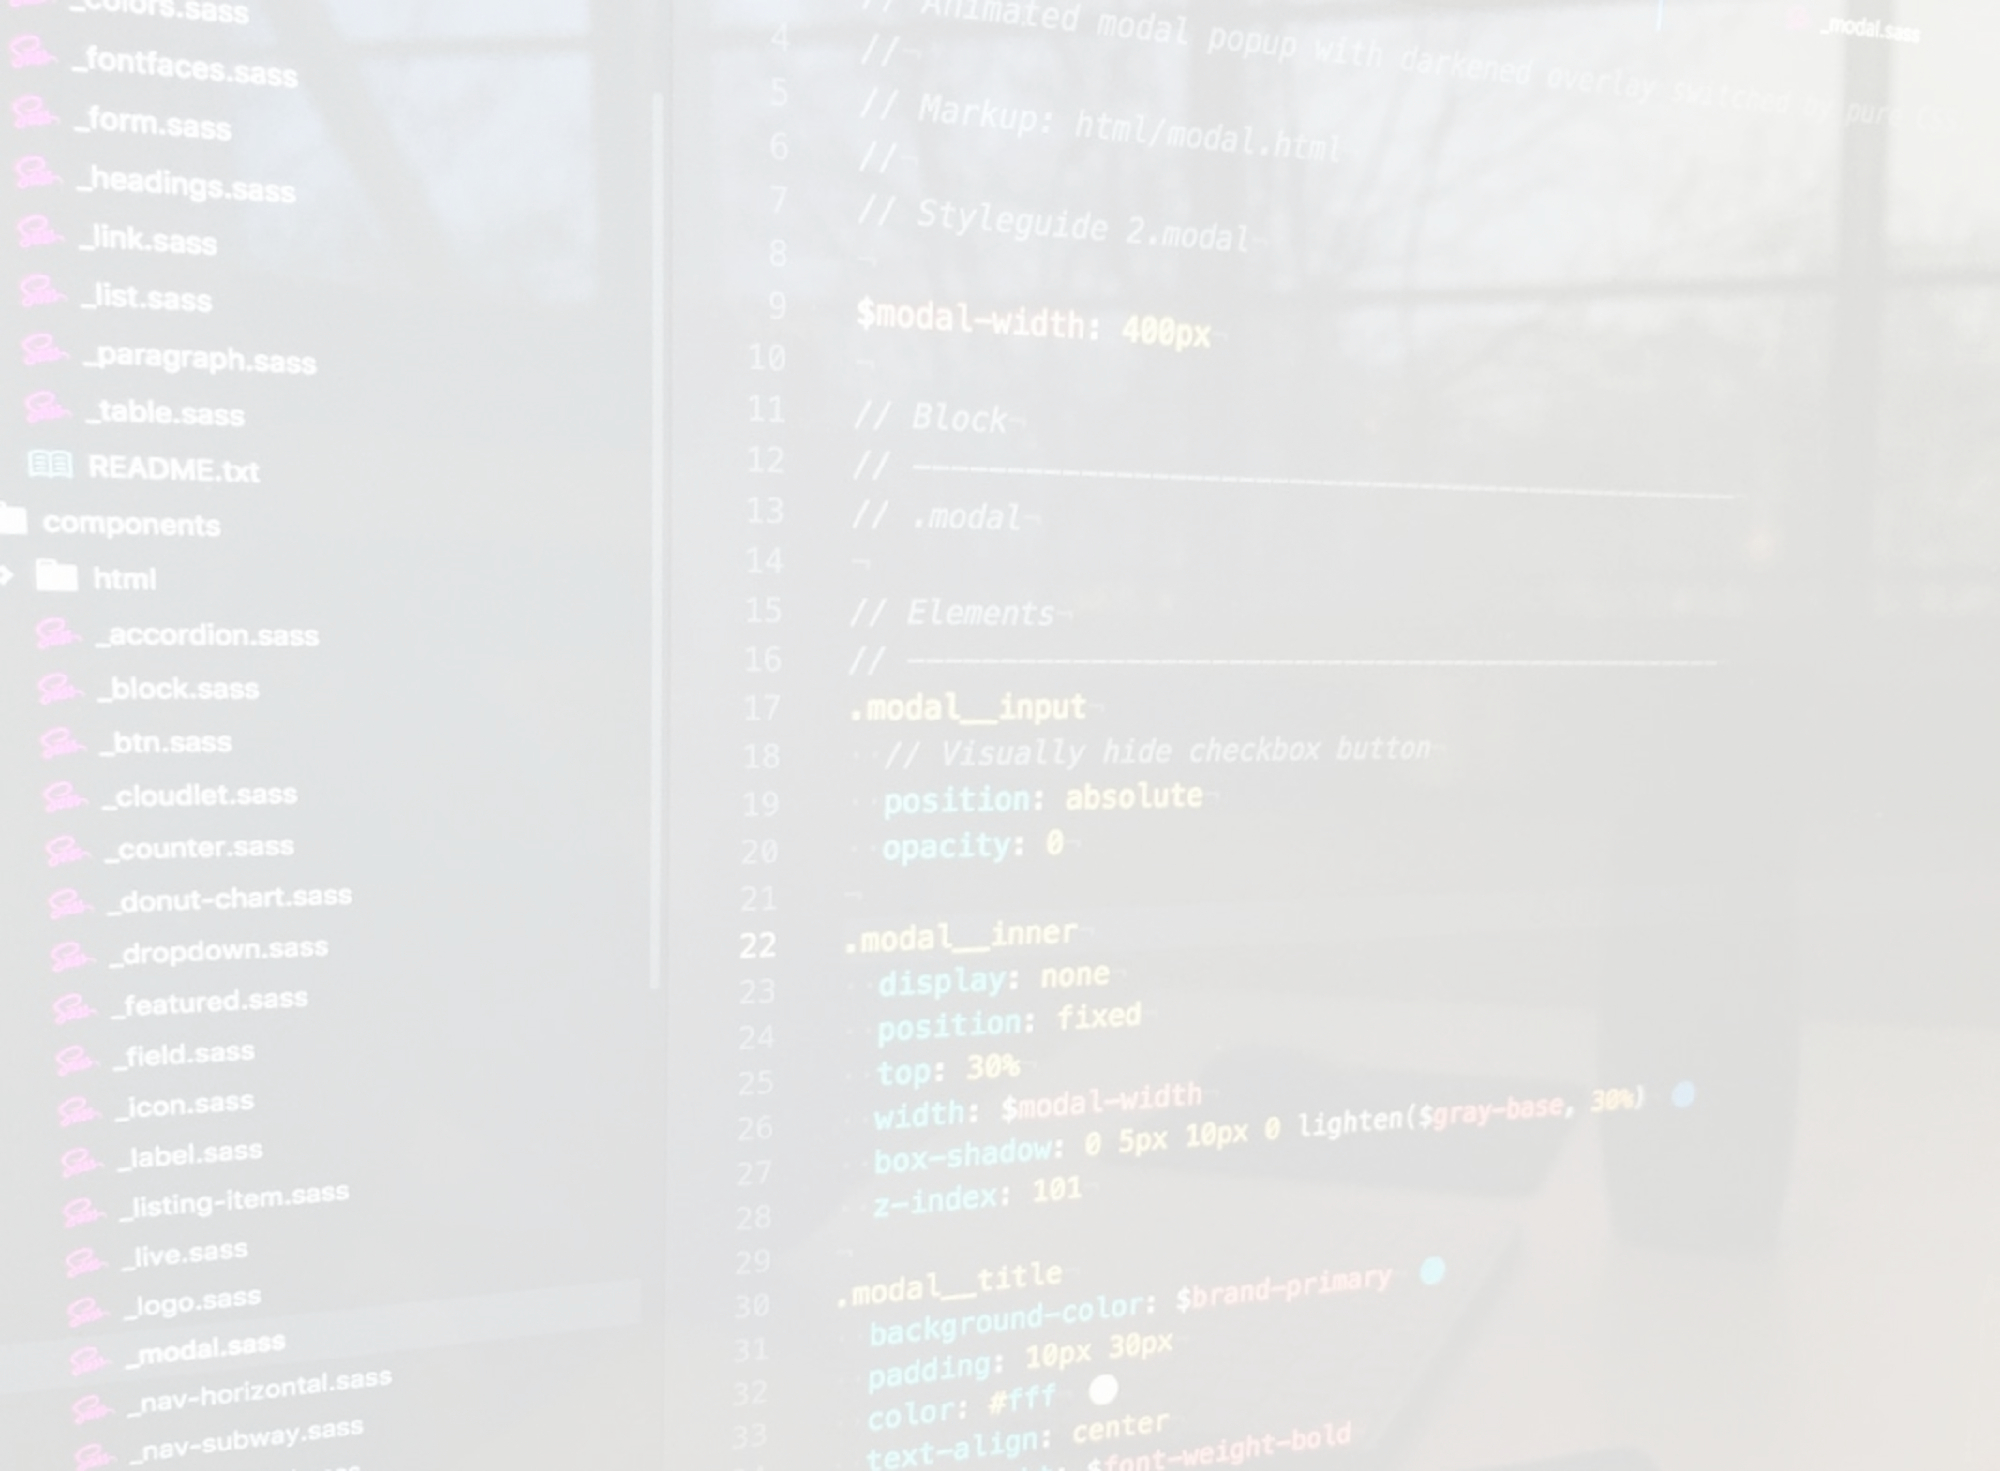 _colors.sass
_fontfaces.sass
_form.sass
_headings.sass
_link.sass
_list.sass
_paragraph.sass
_table.sass
README.txt
components
html
_accordion.sass
_block.sass
_btn.sass
_cloudlet.sass
_counter.sass
_donut-chart.sass
_dropdown.sass
_featured.sass
_field.sass
_icon.sass
_label.sass
_listing-item.sass
_live.sass
_logo.sass
_modal.sass
_nav-horizontal.sass
_nav-subway.sass
_modal.sass
// Animated modal popup with darkened overlay switched by pure CSS
4 //
5 // Markup: html/modal.html
6 //
7 // Styleguide 2.modal
8
9 $modal-width: 400px
10
11 // Block
12 // ----------------------------------------------
13 // .modal
14
15 // Elements
16 // ----------------------------------------------
17 .modal__input
18 // Visually hide checkbox button
19 position: absolute
20 opacity: 0
21
22 .modal__inner
23 display: none
24 position: fixed
25 top: 30%
26 width: $modal-width
27 box-shadow: 0 5px 10px 0 lighten($gray-base, 30%)
28 z-index: 101
29
30 .modal__title
31 background-color: $brand-primary
32 padding: 10px 30px
33 color: #fff
text-align: center
$font-weight-bold